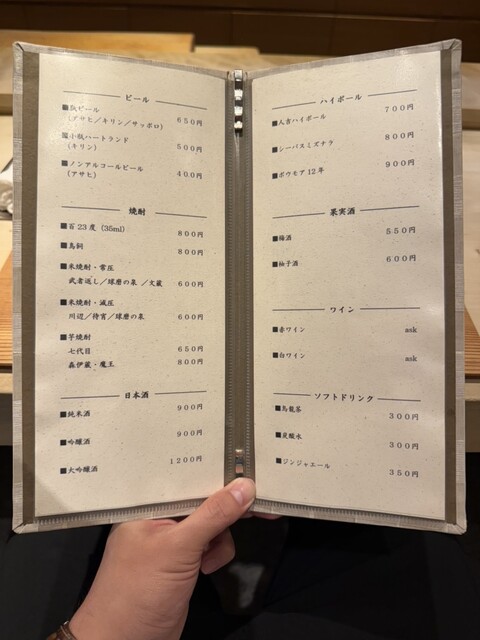 ビール
■瓶ビール
(アサヒ／キリン／サッポロ) 650円
■小瓶ハートランド
(キリン) 500円
■ノンアルコールビール
(アサヒ) 400円
焼酎
■百23度 (35ml) 800円
■鳥飼 800円
■米焼酎・常圧
武者返し／球磨の泉 ／文蔵 600円
■米焼酎・減圧
川辺／待宵／球磨の泉 600円
■芋焼酎
七代目 650円
森伊蔵・魔王 800円
日本酒
■純米酒 900円
■吟醸酒 900円
■大吟醸酒 1200円
ハイボール
■人吉ハイボール 700円
■シーバスミズナラ 800円
■ボウモア12年 900円
果実酒
■梅酒 550円
■柚子酒 600円
ワイン
■赤ワイン ask
■白ワイン ask
ソフトドリンク
■烏龍茶 300円
■炭酸水 300円
■ジンジャエール 350円